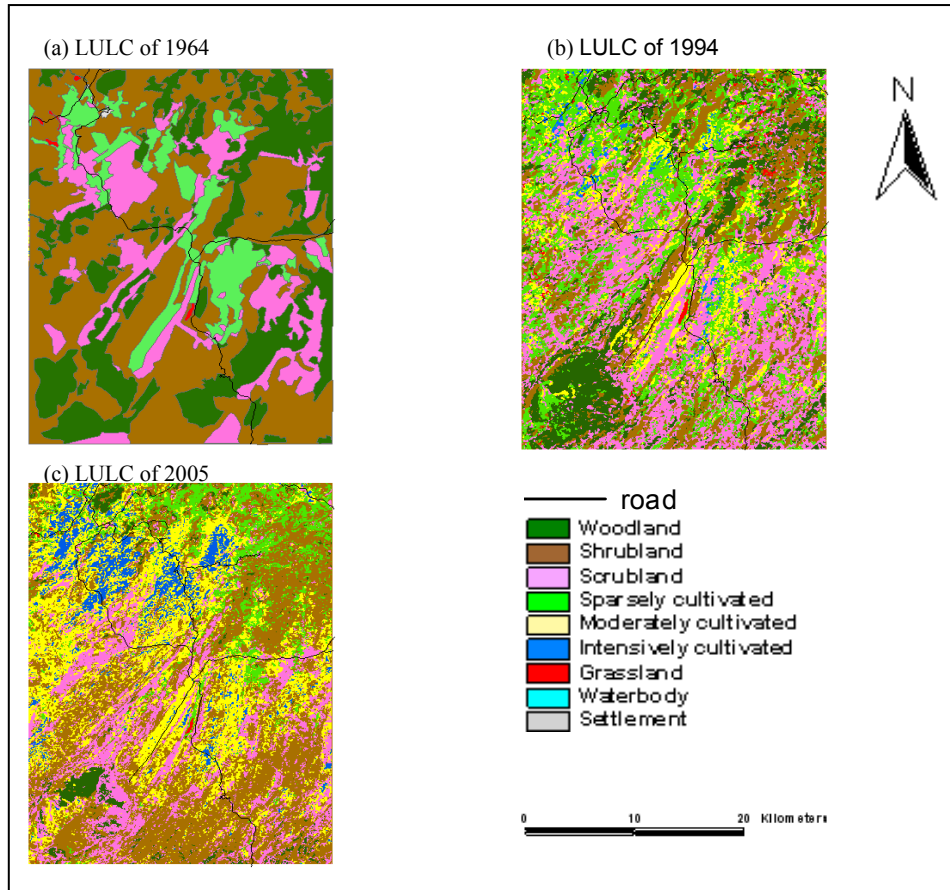 (a) LULC of 1964
(b) LULC of 1994
N
(c) LULC of 2005
road
Woodland
Shrubland
Scrubland
Sparsely cultivated
Moderately cultivated
Intensively cultivated
Grassland
Waterbody
Settlement
0 10 20 Kilometers